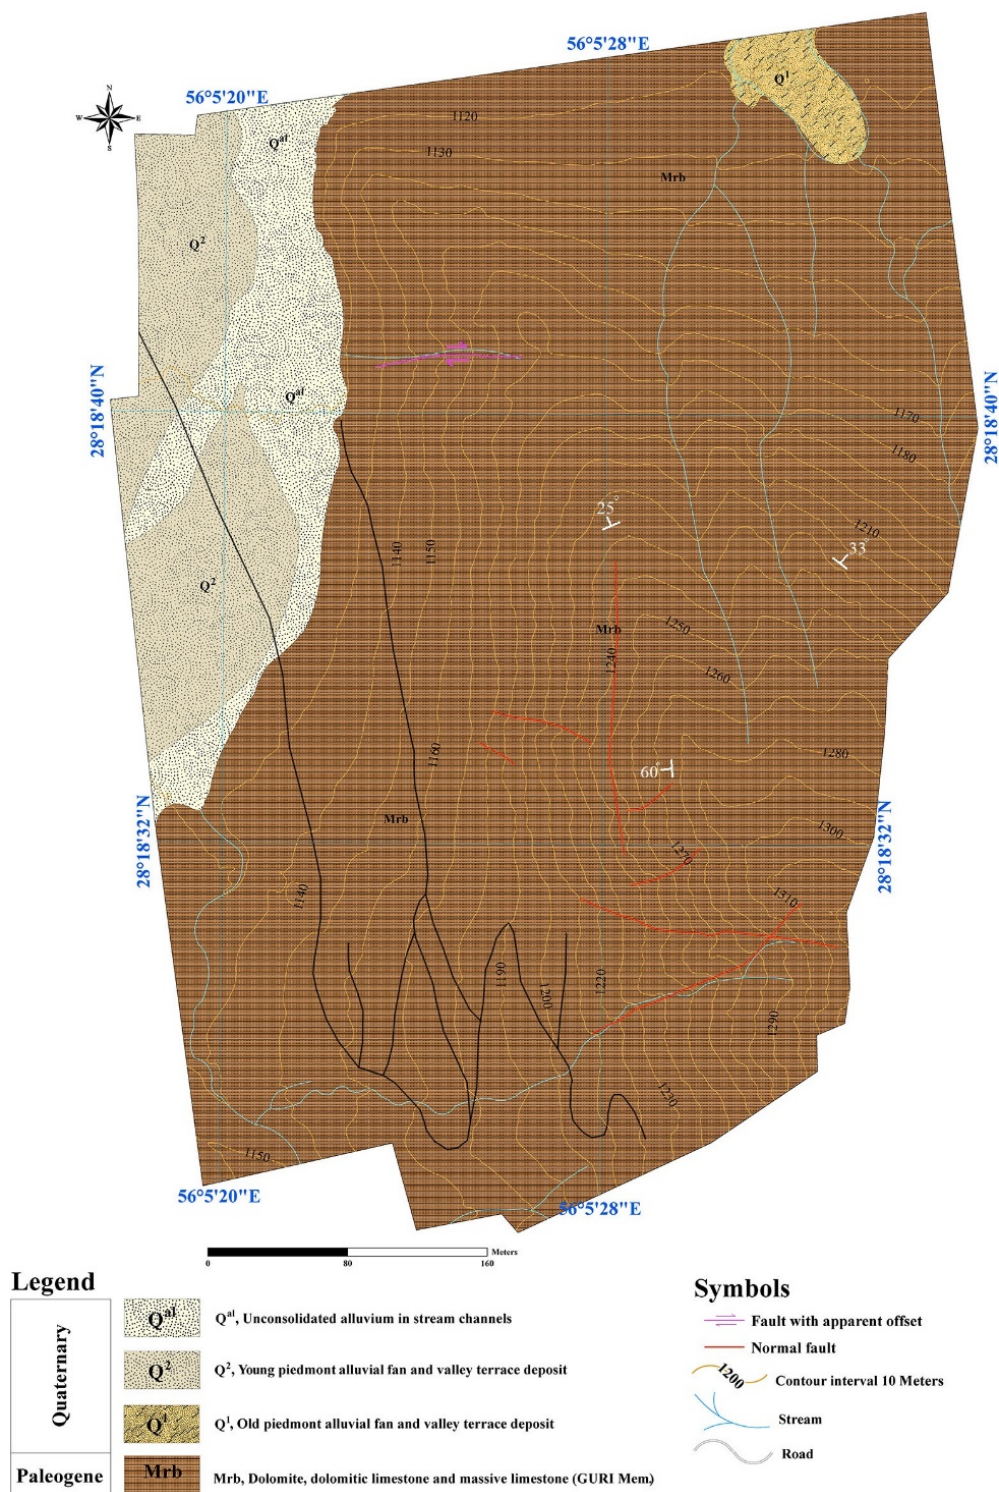 56°5'28"E
56°5'20"E
N
W E
S
Q¹
1120
Qal
1130
Mrb
Q²
28°18'40"N
28°18'40"N
Qal
1170
1180
25°
1210
1140
1150
33
Q²
1250
Mrb
1240
1260
1280
1160
60°
28°18'32"N
28°18'32"N
Mrb
1300
1270
1140
1310
1190
1200
1220
1290
1230
1150
56°5'20"E
56°5'28"E
Meters
0 80 160
Legend
Quaternary
Qal Qal, Unconsolidated alluvium in stream channels
Q² Q², Young piedmont alluvial fan and valley terrace deposit
Q¹ Q¹, Old piedmont alluvial fan and valley terrace deposit
Paleogene
Mrb Mrb, Dolomite, dolomitic limestone and massive limestone (GURI Mem.)
Symbols
Fault with apparent offset
Normal fault
1200 Contour interval 10 Meters
Stream
Road